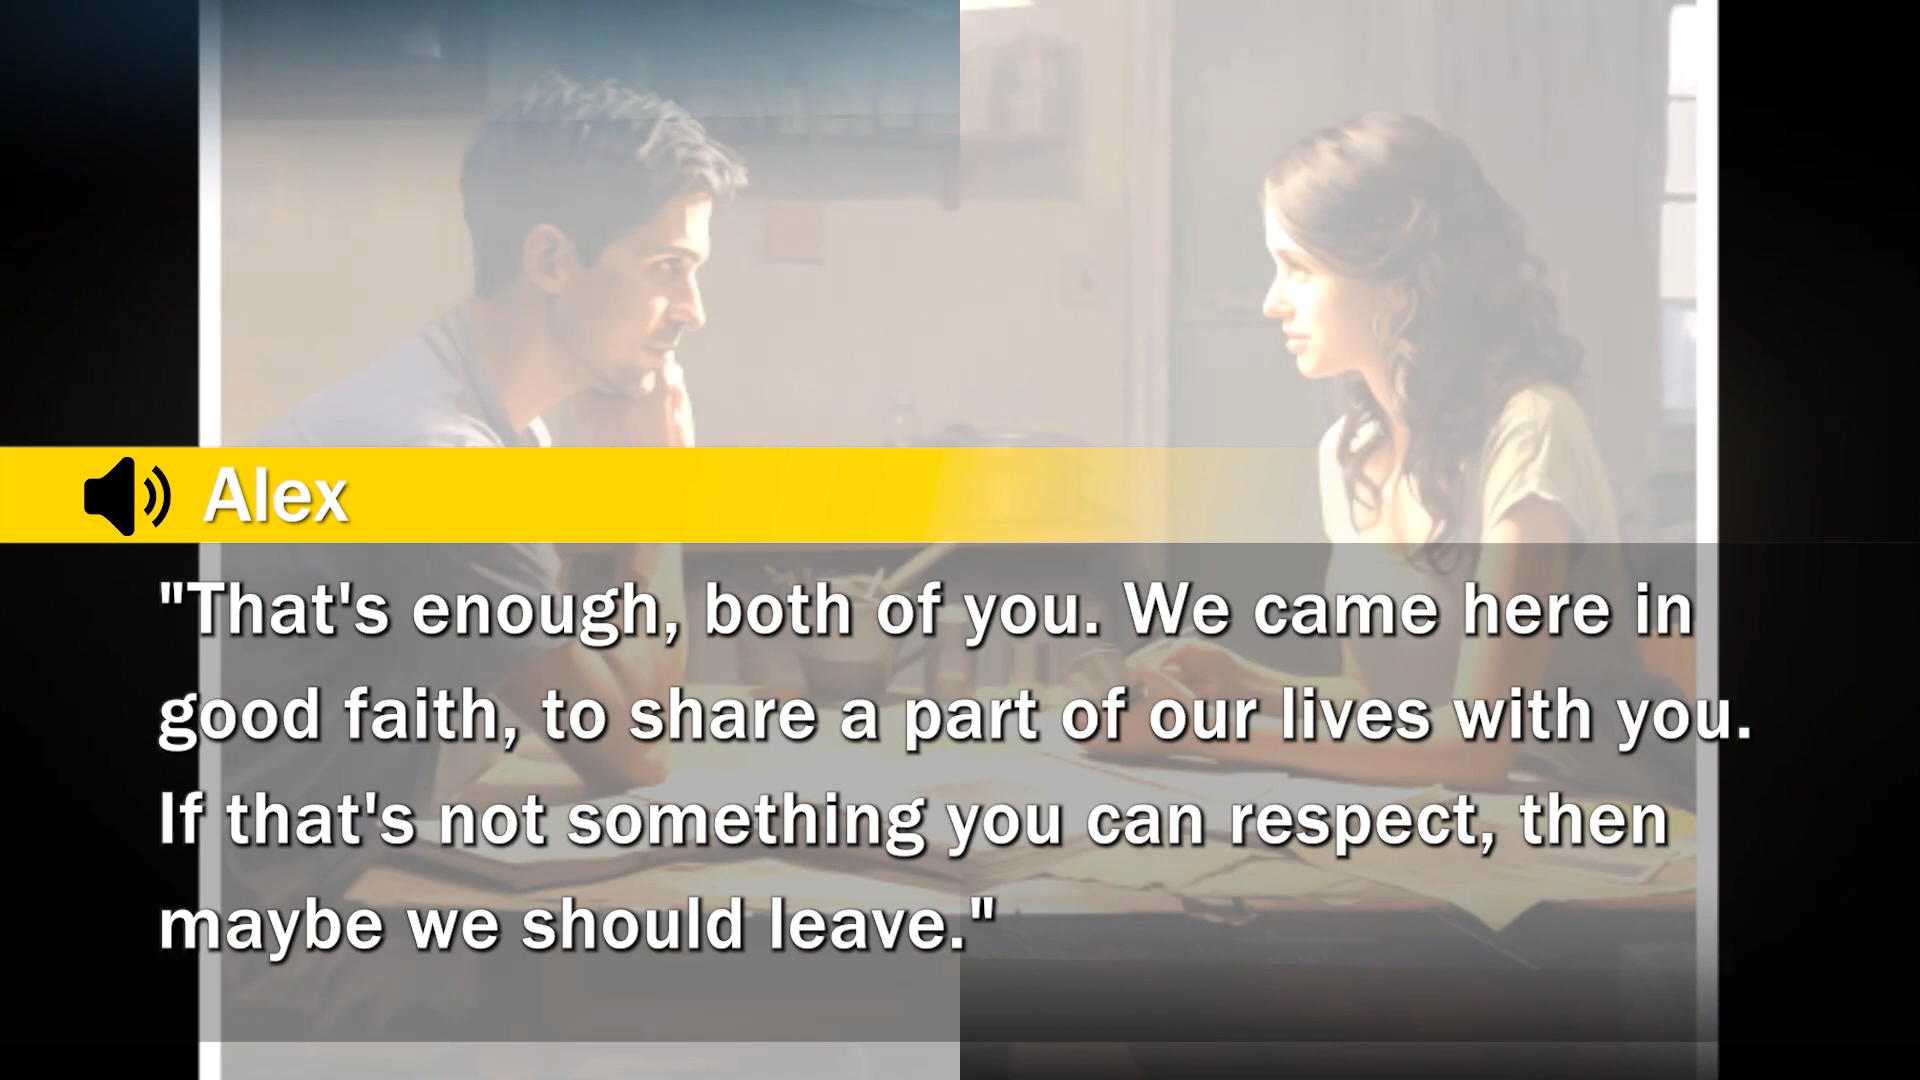 Alex
"That's enough, both of you. We came here in
good faith, to share a part of our lives with you.
If that's not something you can respect, then
maybe we should leave."